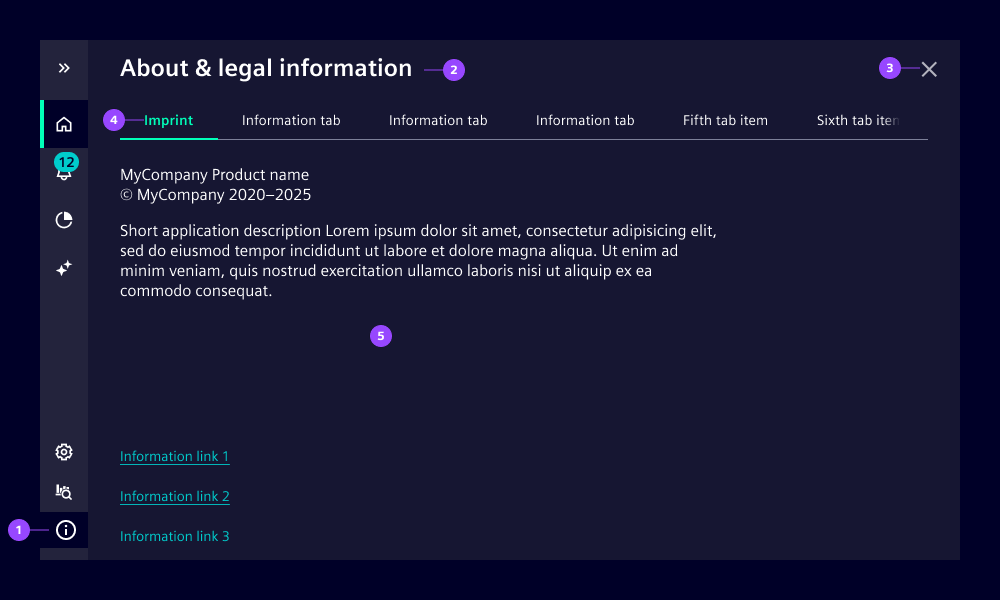 About & legal information
2
3
4
Imprint
Information tab
Information tab
Information tab
Fifth tab item
Sixth tab iten
12
MyCompany Product name
© MyCompany 2020–2025
Short application description Lorem ipsum dolor sit amet, consectetur adipisicing elit,
sed do eiusmod tempor incididunt ut labore et dolore magna aliqua. Ut enim ad
minim veniam, quis nostrud exercitation ullamco laboris nisi ut aliquip ex ea
commodo consequat.
5
Information link 1
Information link 2
1
Information link 3